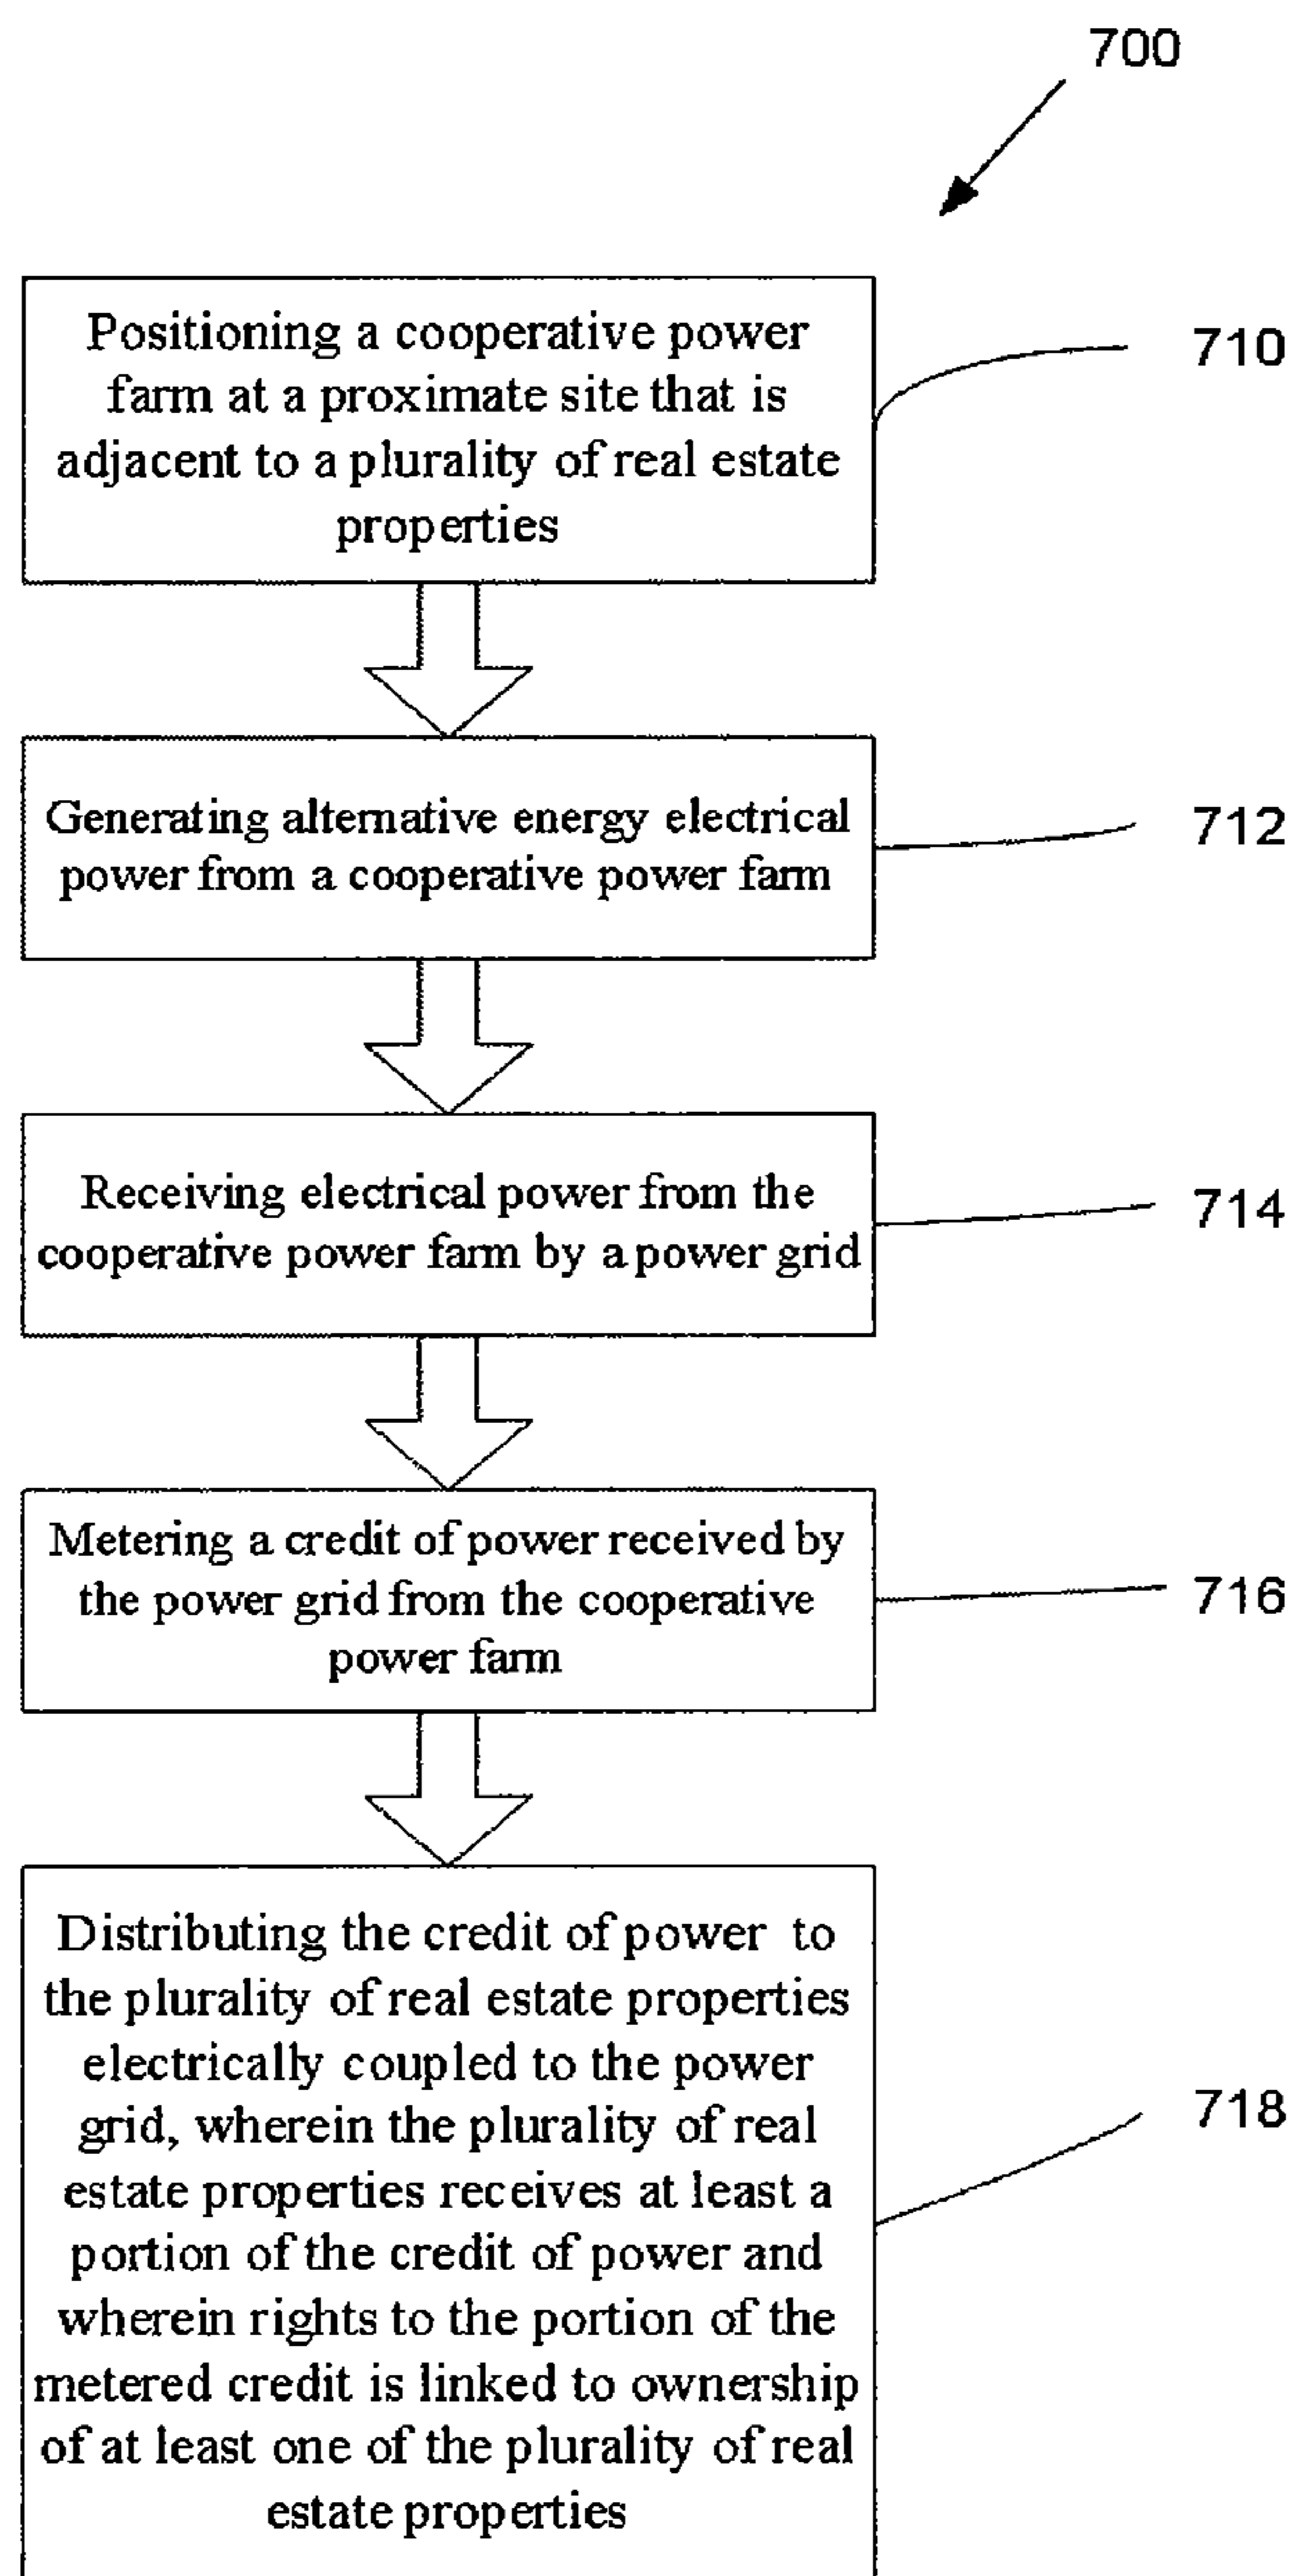 700
Positioning a cooperative power
farm at a proximate site that is
adjacent to a plurality of real estate
properties
710
Generating alternative energy electrical
power from a cooperative power farm
712
Receiving electrical power from the
cooperative power farm by a power grid
714
Metering a credit of power received by
the power grid from the cooperative
power farm
716
Distributing the credit of power to
the plurality of real estate properties
electrically coupled to the power
grid, wherein the plurality of real
estate properties receives at least a
portion of the credit of power and
wherein rights to the portion of the
metered credit is linked to ownership
of at least one of the plurality of real
estate properties
718